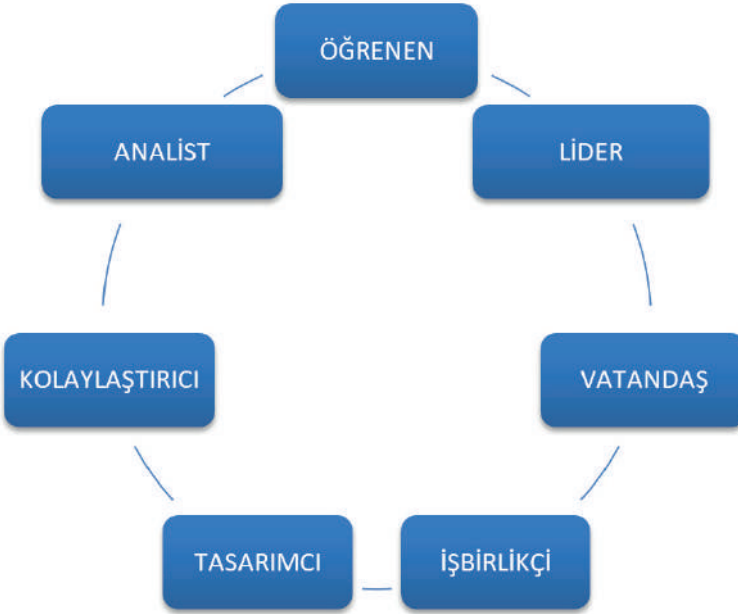 ÖĞRENEN
LİDER
VATANDAŞ
İŞBİRLİKÇİ
TASARIMCI
KOLAYLAŞTIRICI
ANALİST